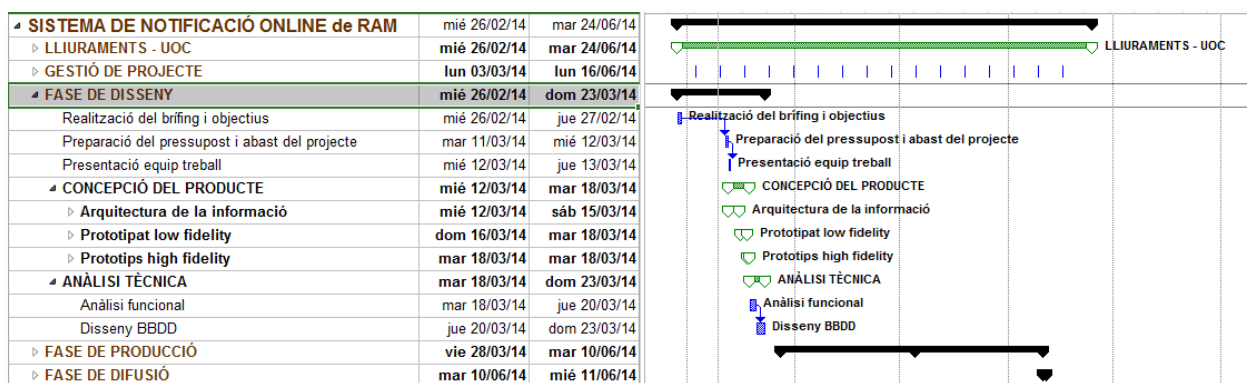 SISTEMA DE NOTIFICACIÓ ONLINE de RAM mié 26/02/14 mar 24/06/14
LLIURAMENTS - UOC mié 26/02/14 mar 24/06/14 LLIURAMENTS - UOC
GESTIÓ DE PROJECTE lun 03/03/14 lun 16/06/14
FASE DE DISSENY mié 26/02/14 dom 23/03/14
Realització del brífing i objectius mié 26/02/14 jue 27/02/14 Realització del brífing i objectius
Preparació del pressupost i abast del projecte mar 11/03/14 mié 12/03/14 Preparació del pressupost i abast del projecte
Presentació equip treball mié 12/03/14 jue 13/03/14 Presentació equip treball
CONCEPCIÓ DEL PRODUCTE mié 12/03/14 mar 18/03/14 CONCEPCIÓ DEL PRODUCTE
Arquitectura de la informació mié 12/03/14 sáb 15/03/14 Arquitectura de la informació
Prototipat low fidelity dom 16/03/14 mar 18/03/14 Prototipat low fidelity
Prototips high fidelity mar 18/03/14 mar 18/03/14 Prototips high fidelity
ANÀLISI TÈCNICA mar 18/03/14 dom 23/03/14 ANÀLISI TÈCNICA
Anàlisi funcional mar 18/03/14 jue 20/03/14 Anàlisi funcional
Disseny BBDD jue 20/03/14 dom 23/03/14 Disseny BBDD
FASE DE PRODUCCIÓ vie 28/03/14 mar 10/06/14
FASE DE DIFUSIÓ mar 10/06/14 mié 11/06/14